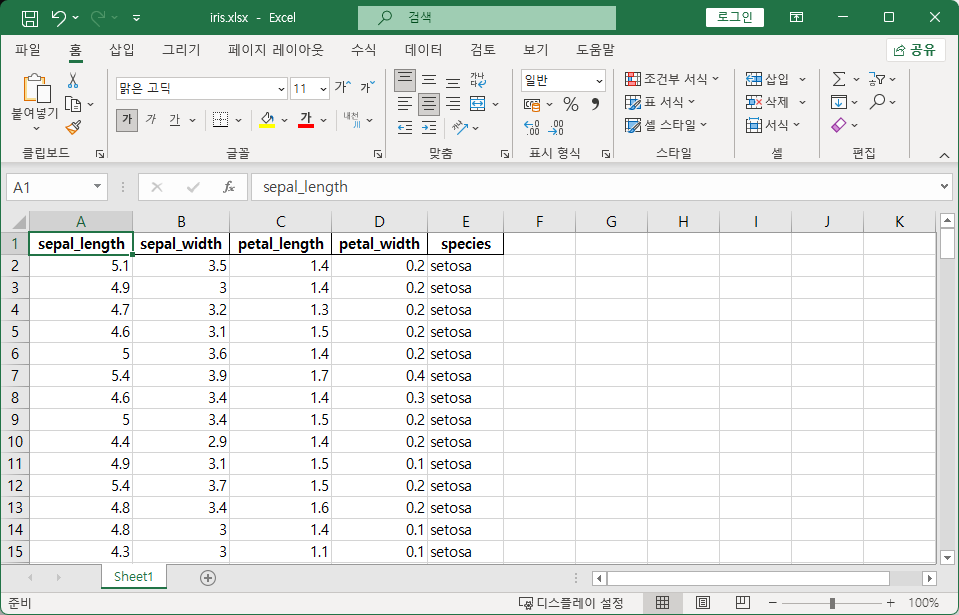 iris.xlsx - Excel
검색
로그인
파일 홈 삽입 그리기 페이지 레이아웃 수식 데이터 검토 보기 도움말 공유
붙여넣기
클립보드
맑은 고딕 11 가 가
가 가 가 가 내천
글꼴
가나
맞춤
일반
%
표시 형식
조건부 서식
표 서식
셀 스타일
스타일
삽입
삭제
서식
셀
편집
A1 fx sepal_length
A B C D E F G H I J K
1 sepal_length sepal_width petal_length petal_width species
2 5.1 3.5 1.4 0.2 setosa
3 4.9 3 1.4 0.2 setosa
4 4.7 3.2 1.3 0.2 setosa
5 4.6 3.1 1.5 0.2 setosa
6 5 3.6 1.4 0.2 setosa
7 5.4 3.9 1.7 0.4 setosa
8 4.6 3.4 1.4 0.3 setosa
9 5 3.4 1.5 0.2 setosa
10 4.4 2.9 1.4 0.2 setosa
11 4.9 3.1 1.5 0.1 setosa
12 5.4 3.7 1.5 0.2 setosa
13 4.8 3.4 1.6 0.2 setosa
14 4.8 3 1.4 0.1 setosa
15 4.3 3 1.1 0.1 setosa
Sheet1
준비 디스플레이 설정 100%